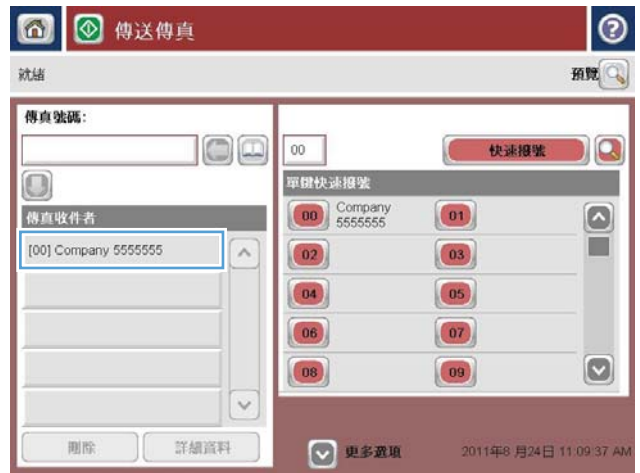 傳送傳真
就緒
預覽
傳真號碼:
00
快速撥號
單鍵快速撥號
00
Company
5555555
01
傳真收件者
[00] Company 5555555
02
03
04
05
06
07
08
09
刪除
詳細資料
更多選項
2011年8 月24日 11:09:37 AM